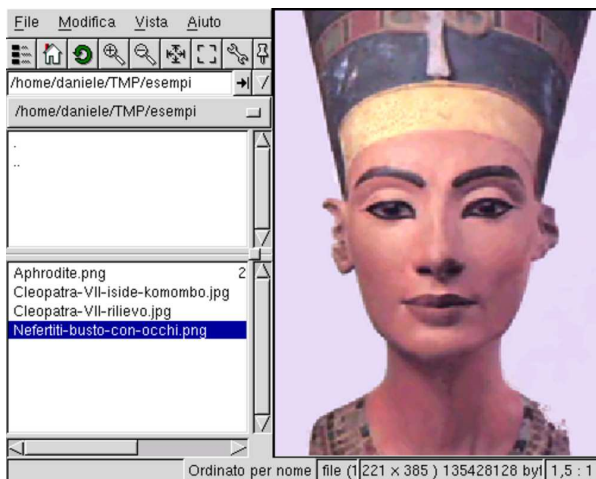 File Modifica Vista Aiuto
/home/daniele/TMP/esempi
/home/daniele/TMP/esempi
.
..
Aphrodite.png 2
Cleopatra-VII-iside-komombo.jpg
Cleopatra-VII-rilievo.jpg
Nefertiti-busto-con-occhi.png
Ordinato per nome file (1 221 × 385 ) 135428128 byt 1,5 : 1